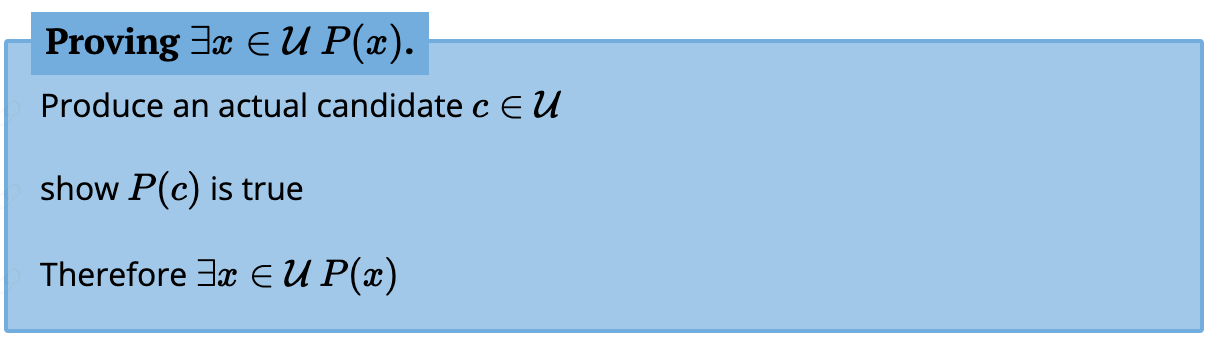 Proving ∃x ∈ 𝒰 P(x).
Produce an actual candidate c ∈ 𝒰
show P(c) is true
Therefore ∃x ∈ 𝒰 P(x)